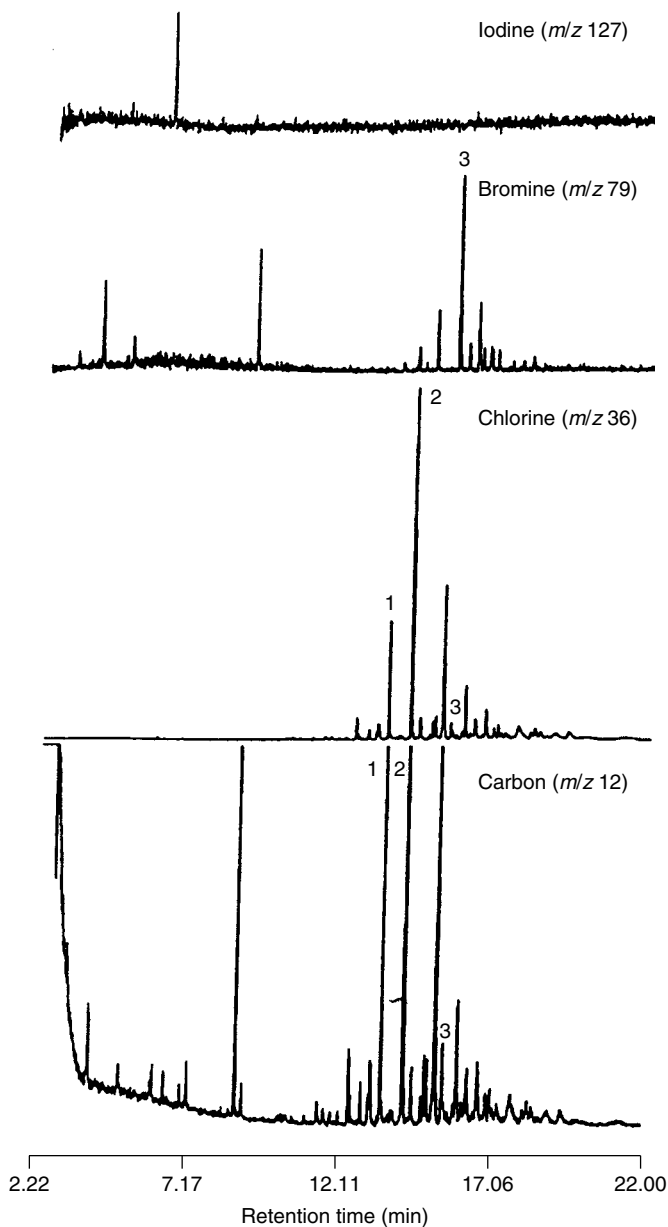 Iodine (m/z 127)
3
Bromine (m/z 79)
2
Chlorine (m/z 36)
1
3
1 2
Carbon (m/z 12)
3
2.22 7.17 12.11 17.06 22.00
Retention time (min)